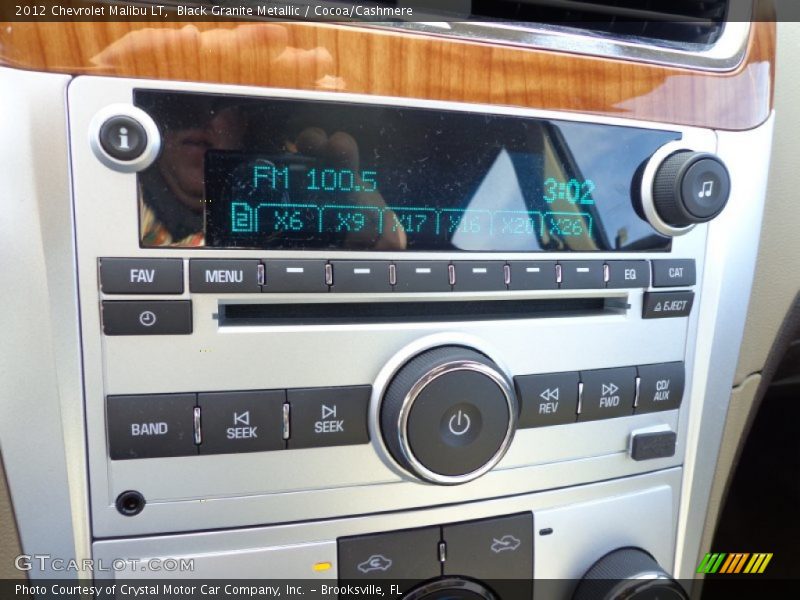 2012 Chevrolet Malibu LT, Black Granite Metallic / Cocoa/Cashmere
i
FM 100.5 3:02
2 X6 X9 X17 X16 X20 X26
FAV MENU EQ CAT
EJECT
BAND SEEK SEEK REV FWD CD/AUX
GTCARLOT.COM
Photo Courtesy of Crystal Motor Car Company, Inc. – Brooksville, FL